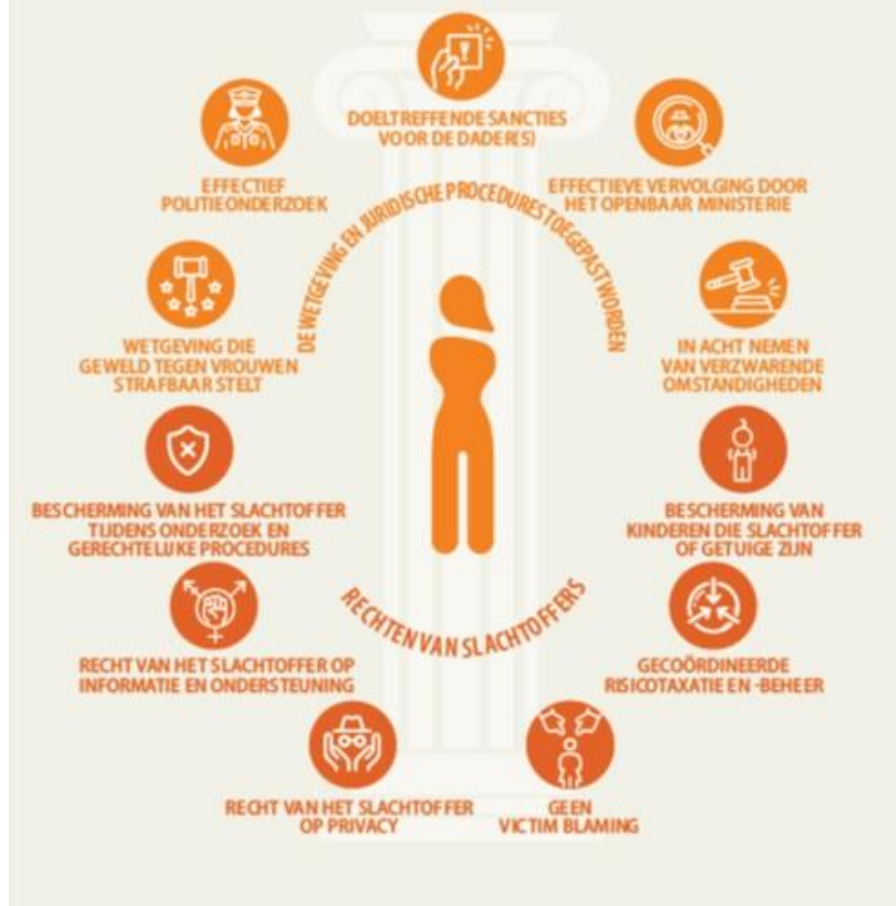 DOELTREFFENDE SANCTIES
VOOR DE DADER(S)
EFFECTIEF
POLITIEONDERZOEK
EFFECTIEVE VERVOLGING DOOR
HET OPENBAAR MINISTERIE
DE WETGEVING EN JURIDISCHE PROCEDURES TOEGEPAST WORDEN
WETGEVING DIE
GEWELD TEGEN VROUWEN
STRAFBAAR STELT
IN ACHT NEMEN
VAN VERZWARENDE
OMSTANDIGHEDEN
BESCHERMING VAN HET SLACHTOFFER
TIJDENS ONDERZOEK EN
GERECHTELIJKE PROCEDURES
BESCHERMING VAN
KINDEREN DIE SLACHTOFFER
OF GETUIGE ZIJN
RECHTEN VAN SLACHTOFFERS
RECHT VAN HET SLACHTOFFER OP
INFORMATIE EN ONDERSTEUNING
GECOÖRDINEERDE
RISICOTAXATIE EN -BEHEER
RECHT VAN HET SLACHTOFFER
OP PRIVACY
GEEN
VICTIM BLAMING